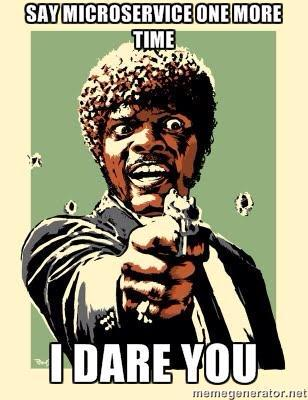 SAY MICROSERVICE ONE MORE
TIME
I DARE YOU
memegenerator.net